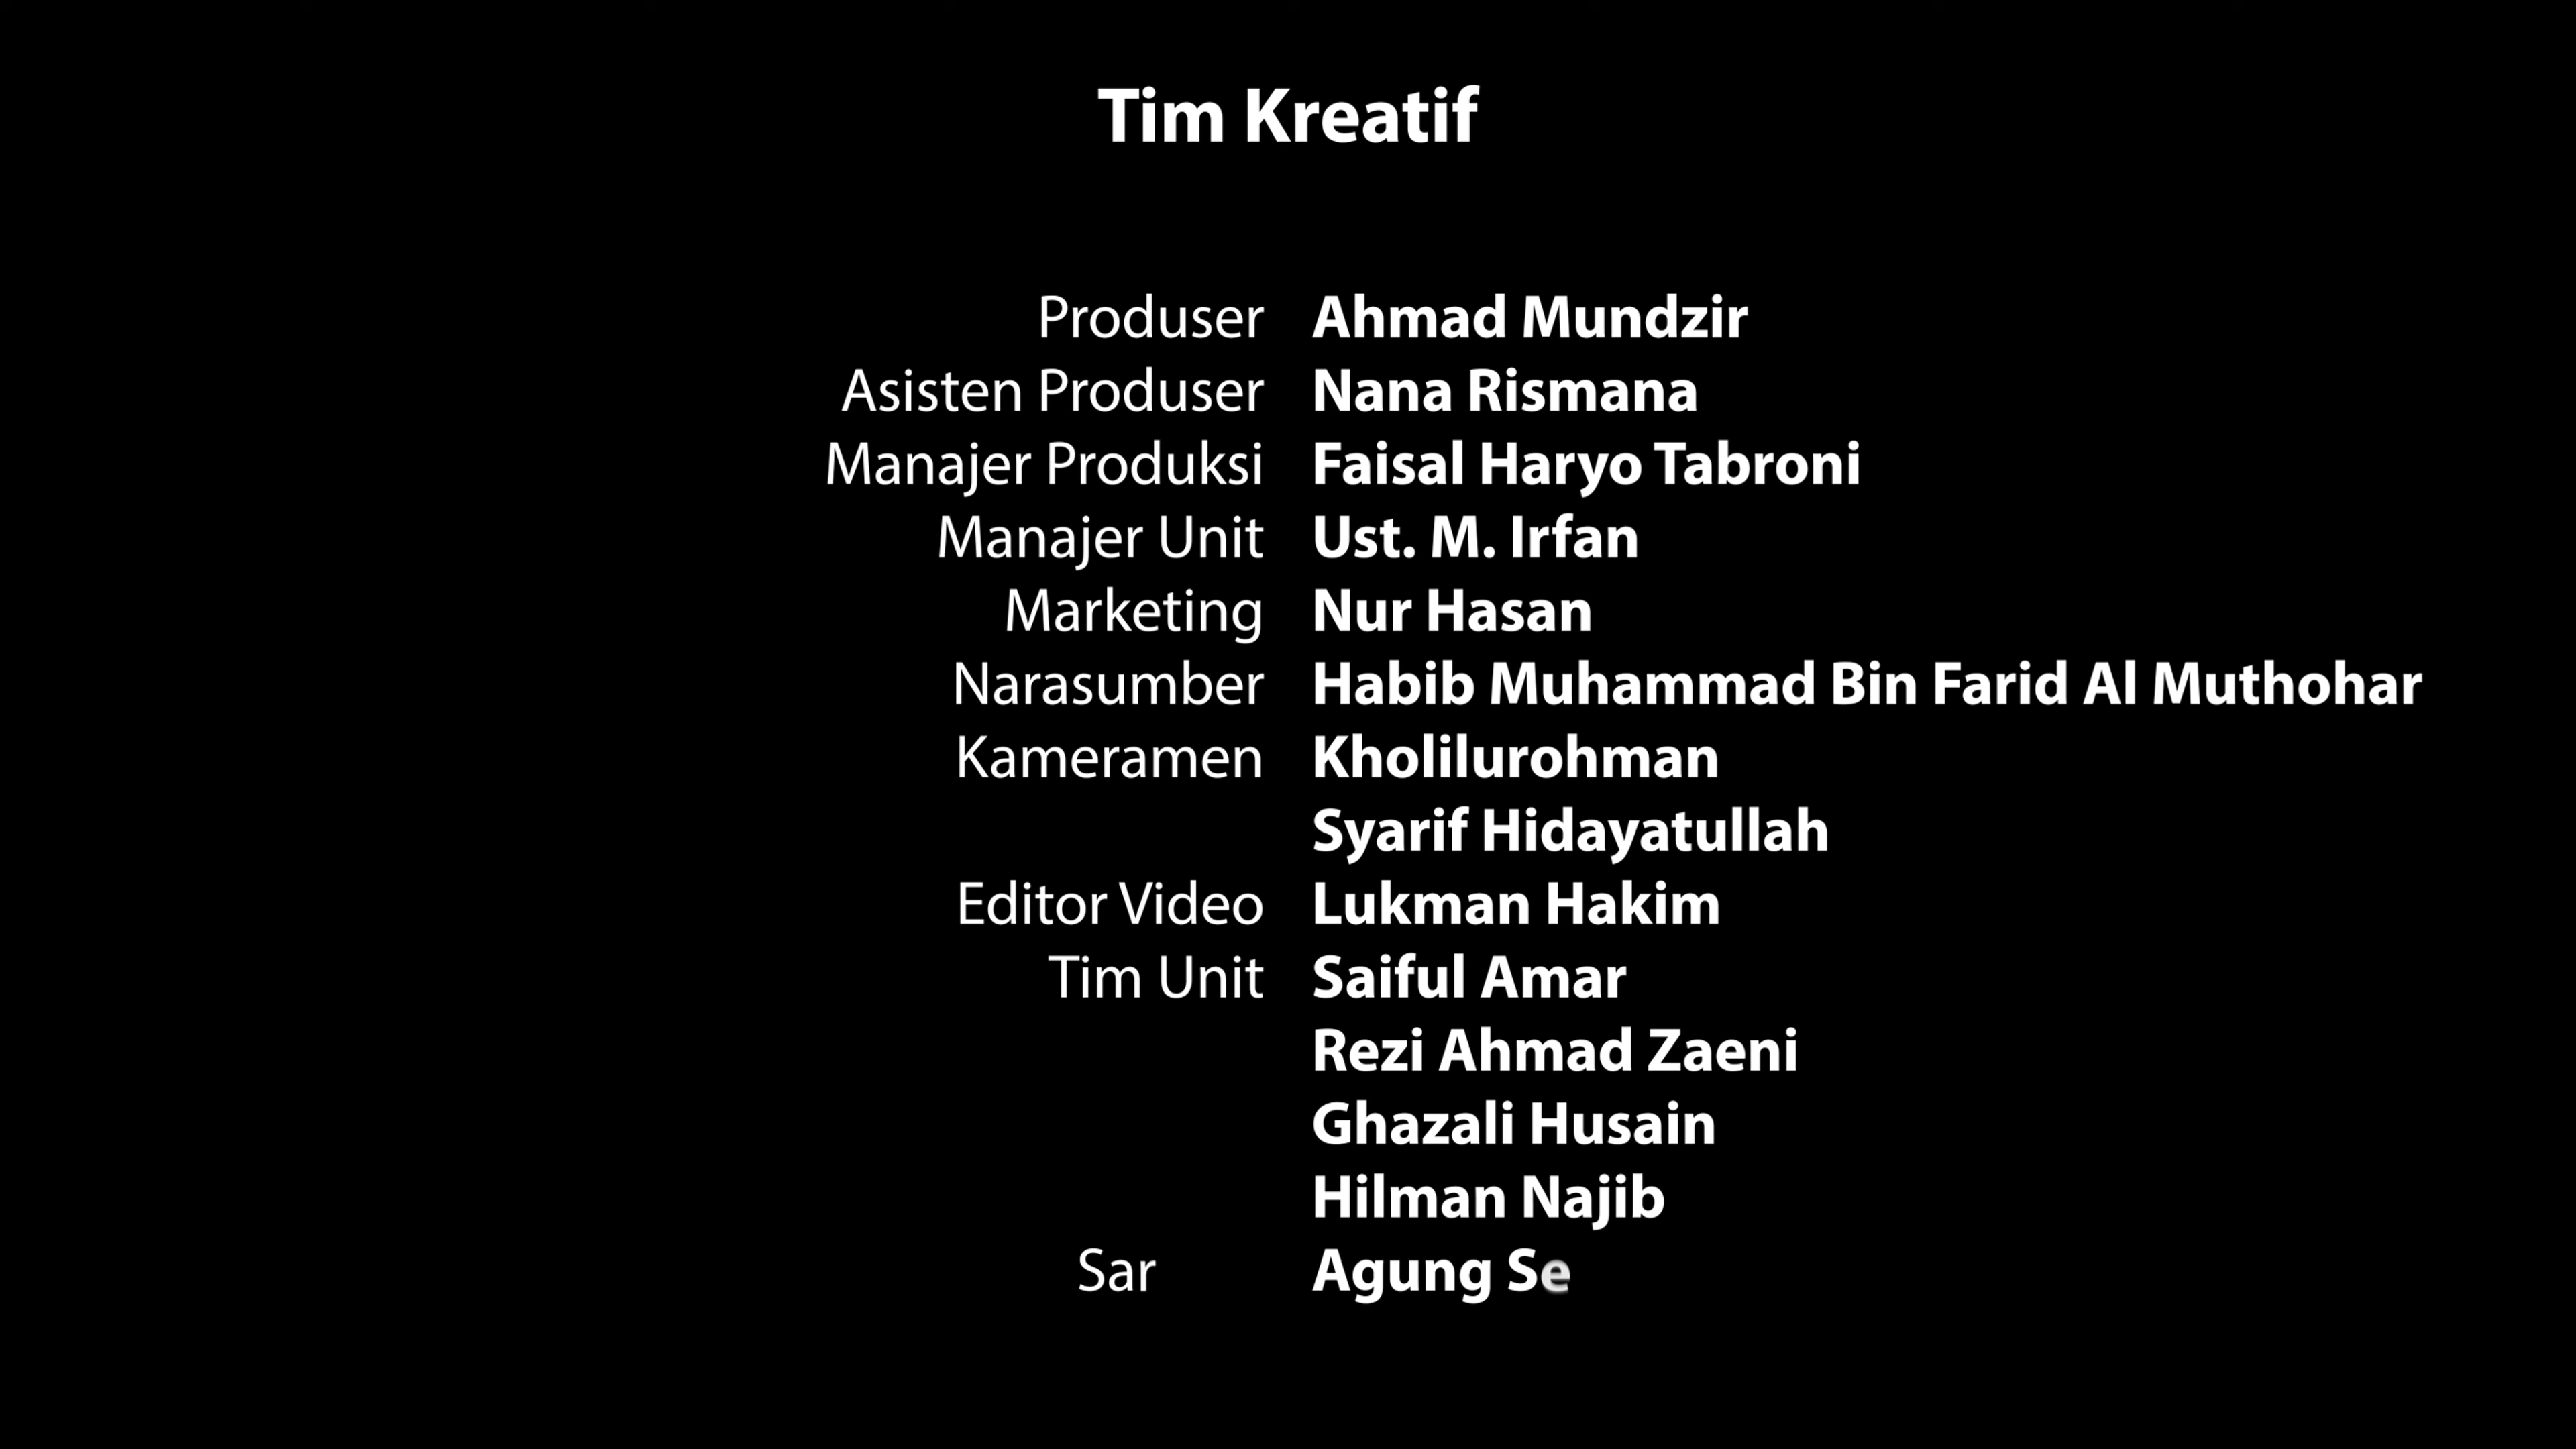 Tim Kreatif
Produser Ahmad Mundzir
Asisten Produser Nana Rismana
Manajer Produksi Faisal Haryo Tabroni
Manajer Unit Ust. M. Irfan
Marketing Nur Hasan
Narasumber Habib Muhammad Bin Farid Al Muthohar
Kameramen Kholilurohman
Syarif Hidayatullah
Editor Video Lukman Hakim
Tim Unit Saiful Amar
Rezi Ahmad Zaeni
Ghazali Husain
Hilman Najib
Sar Agung Se